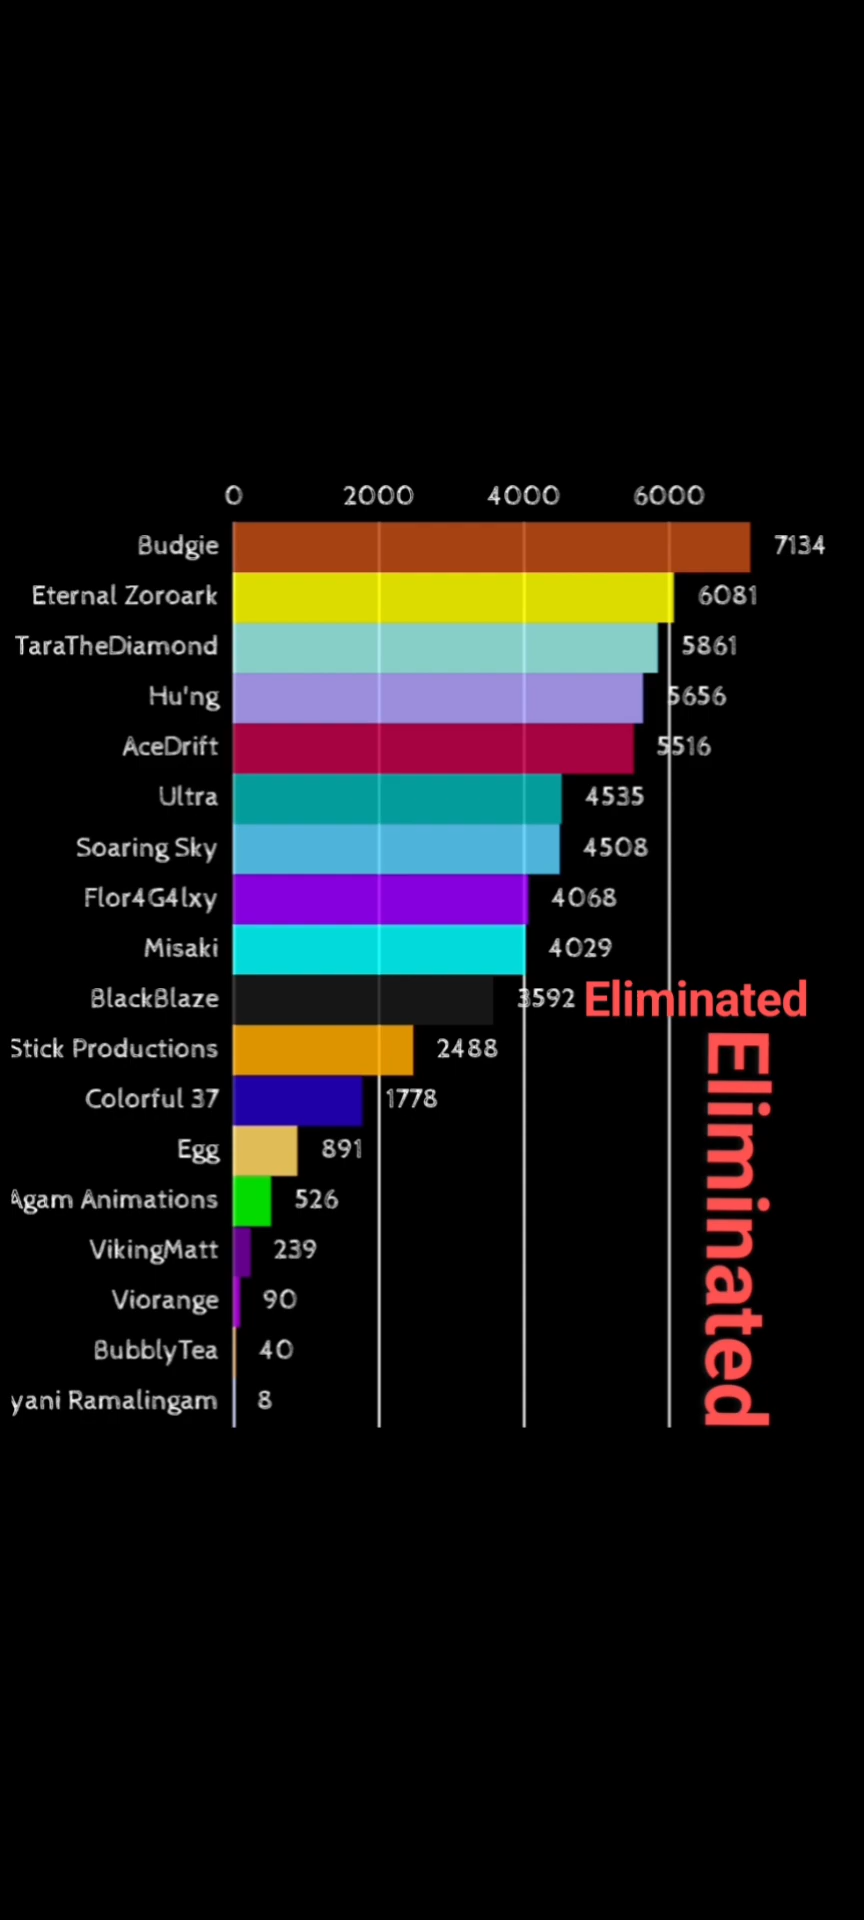 0 2000 4000 6000
Budgie 7134
Eternal Zoroark 6081
TaraTheDiamond 5861
Hu'ng 5656
AceDrift 5516
Ultra 4535
Soaring Sky 4508
Flor4G4lxy 4068
Misaki 4029
BlackBlaze 3592 Eliminated
Stick Productions 2488
Colorful 37 1778
Egg 891
Agam Animations 526
VikingMatt 239
Viorange 90
BubblyTea 40
yani Ramalingam 8
Eliminated